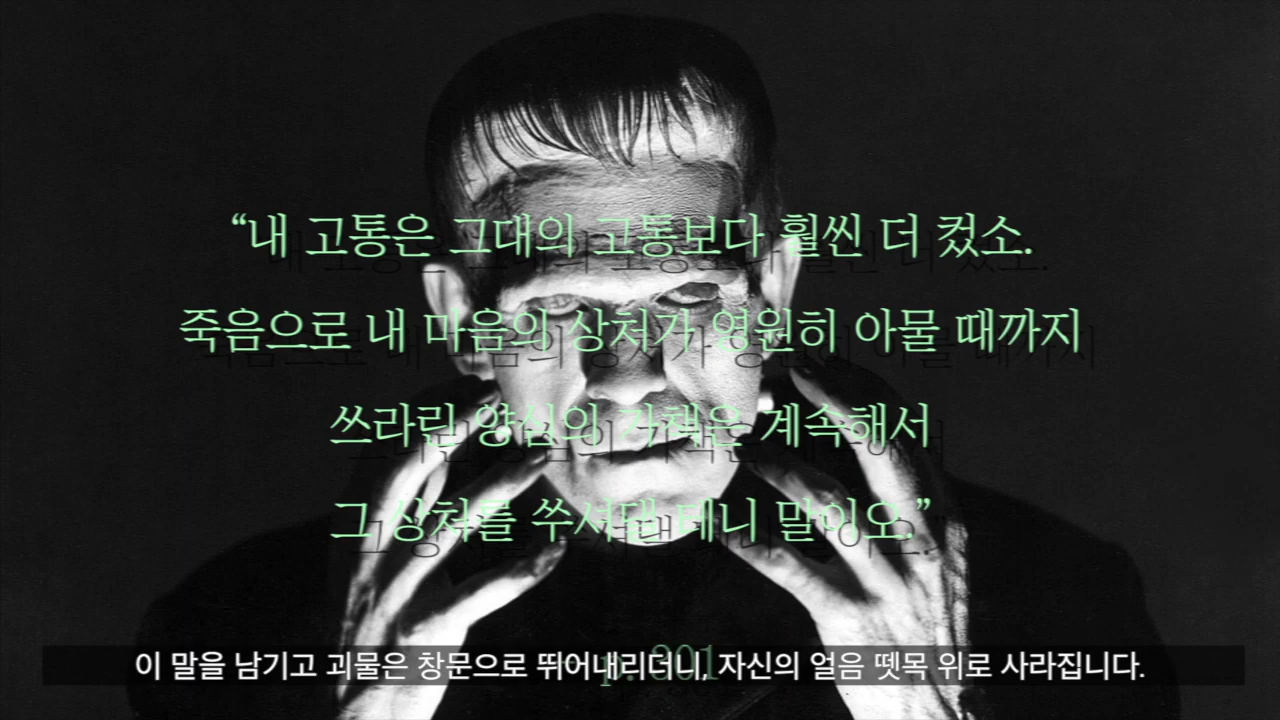 “내 고통은 그대의 고통보다 훨씬 더 컸소.
죽음으로 내 마음의 상처가 영원히 아물 때까지
쓰라린 양심의 가책은 계속해서
그 상처를 쑤셔댈 테니 말이오.”
p. 301
이 말을 남기고 괴물은 창문으로 뛰어내리더니, 자신의 얼음 뗏목 위로 사라집니다.